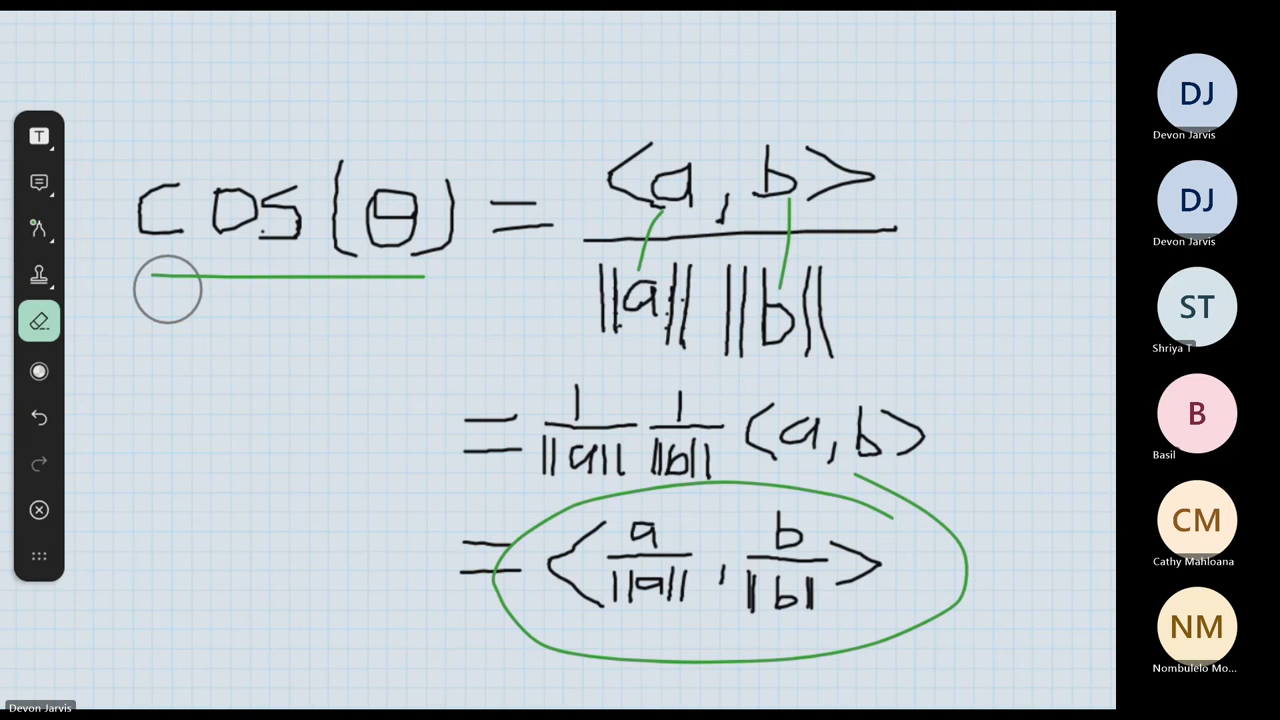 cos(θ) = <a, b>
||a|| ||b||
= 1/||a|| 1/||b|| <a, b>
= <a/||a||, b/||b||>
T
DJ
Devon Jarvis
DJ
Devon Jarvis
ST
Shriya T
B
Basil
CM
Cathy Mahloana
NM
Nombulelo Mo...
Devon Jarvis